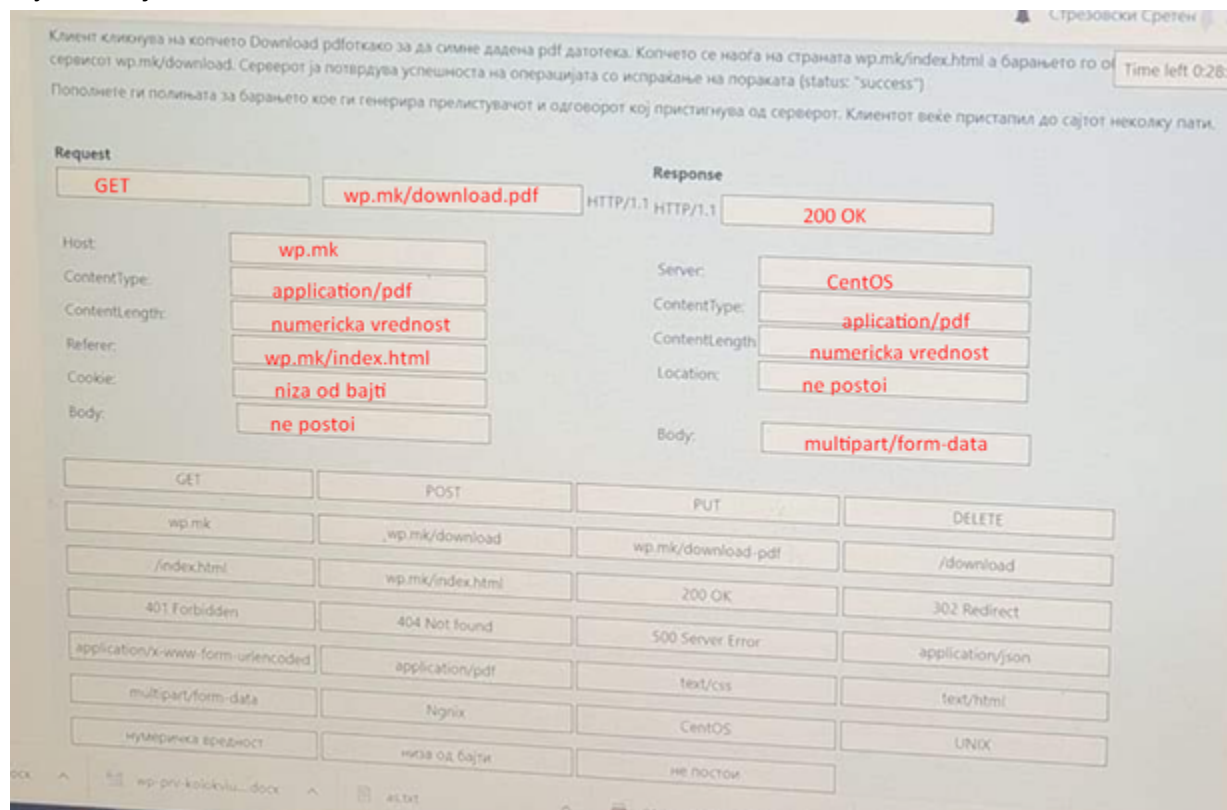 Стрезовски Сретен
Клиент кликнува на копчето Download pdfоткако за да симне дадена pdf датотека. Копчето се наоѓа на страната wp.mk/index.html а барањето го
Time left 0:28:
сервисот wp.mk/download. Серверот ја потврдува успешноста на операцијата со испраќање на пораката (status: "success")
Пополнете ги полињата за барањето кое ги генерира прелистувачот и одговорот кој пристигнува од серверот. Клиентот веќе пристапил до сајтот неколку пати.
Request
GET
wp.mk/download.pdf
HTTP/1.1
Host:
wp.mk
ContentType:
application/pdf
ContentLength:
numericka vrednost
Referer:
wp.mk/index.html
Cookie:
niza od bajti
Body:
ne postoi
Response
HTTP/1.1
200 OK
Server:
CentOS
ContentType:
aplication/pdf
ContentLength
numericka vrednost
Location:
ne postoi
Body:
multipart/form-data
GET
POST
PUT
DELETE
wp.mk
wp.mk/download
wp.mk/download-pdf
/download
/index.html
wp.mk/index.html
200 OK
302 Redirect
401 Forbidden
404 Not found
500 Server Error
application/json
application/x-www-form-urlencoded
application/pdf
text/css
text/html
multipart/form-data
Ngnix
CentOS
UNIX
нумеричка вредност
низа од бајти
не постои
wp-prv-kolokviu....docx
as.txt